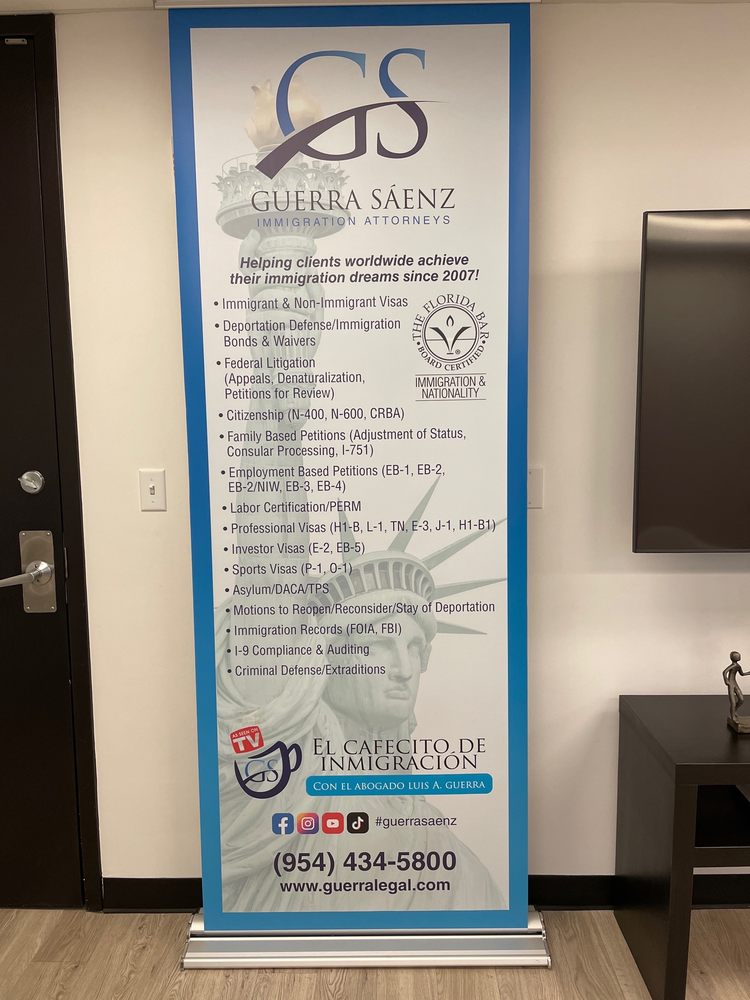 GS
GUERRA SÁENZ
IMMIGRATION ATTORNEYS
Helping clients worldwide achieve
their immigration dreams since 2007!
• Immigrant & Non-Immigrant Visas
• Deportation Defense/Immigration
Bonds & Waivers
• Federal Litigation
(Appeals, Denaturalization,
Petitions for Review)
THE FLORIDA BAR
• BOARD CERTIFIED •
®
IMMIGRATION &
NATIONALITY
• Citizenship (N-400, N-600, CRBA)
• Family Based Petitions (Adjustment of Status,
Consular Processing, I-751)
• Employment Based Petitions (EB-1, EB-2,
EB-2/NIW, EB-3, EB-4)
• Labor Certification/PERM
• Professional Visas (H1-B, L-1, TN, E-3, J-1, H1-B1)
• Investor Visas (E-2, EB-5)
• Sports Visas (P-1, O-1)
• Asylum/DACA/TPS
• Motions to Reopen/Reconsider/Stay of Deportation
• Immigration Records (FOIA, FBI)
• I-9 Compliance & Auditing
• Criminal Defense/Extraditions
AS SEEN ON
TV
GS
EL CAFECITO DE
INMIGRACIÓN
CON EL ABOGADO LUIS A. GUERRA
#guerrasaenz
(954) 434-5800
www.guerralegal.com